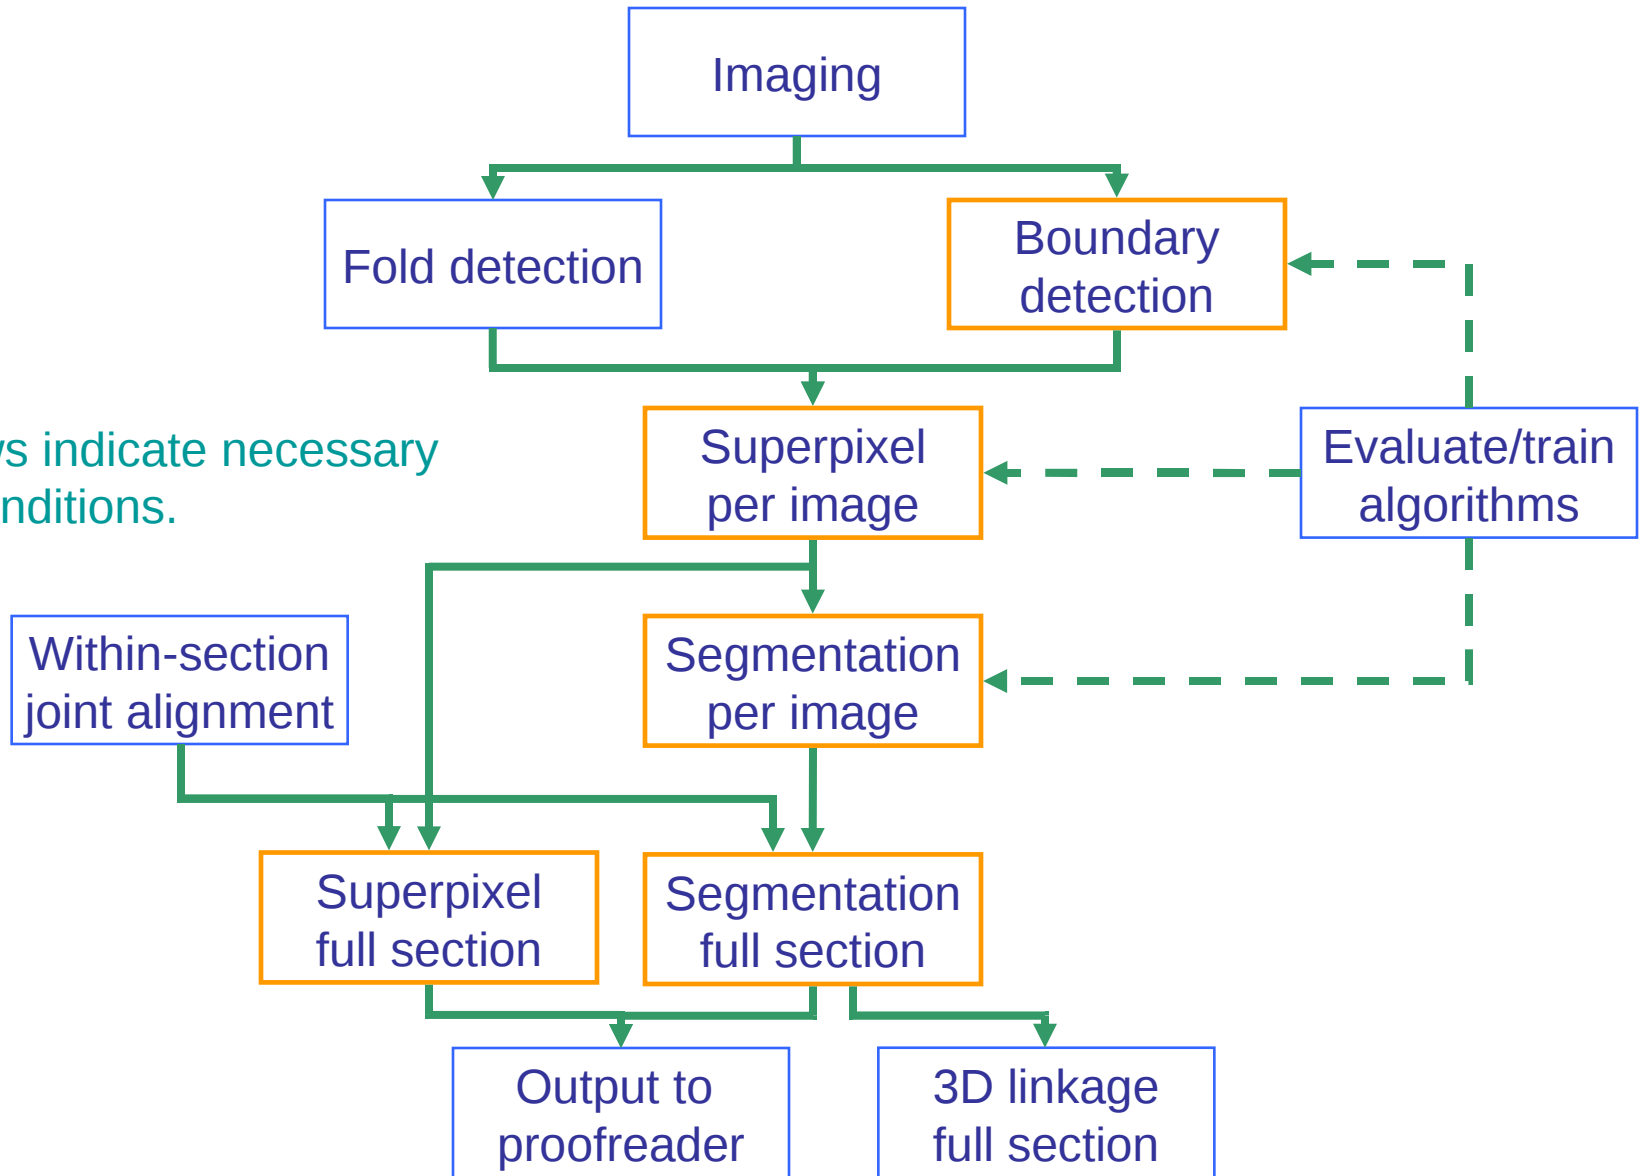 Imaging
Fold detection
Boundary
detection
indicate necessary
Superpixel
per image
Evaluate/train
algorithms
Within-section
joint alignment
Segmentation
per image
Superpixel
full section
Segmentation
full section
Output to
proofreader
3D linkage
full section